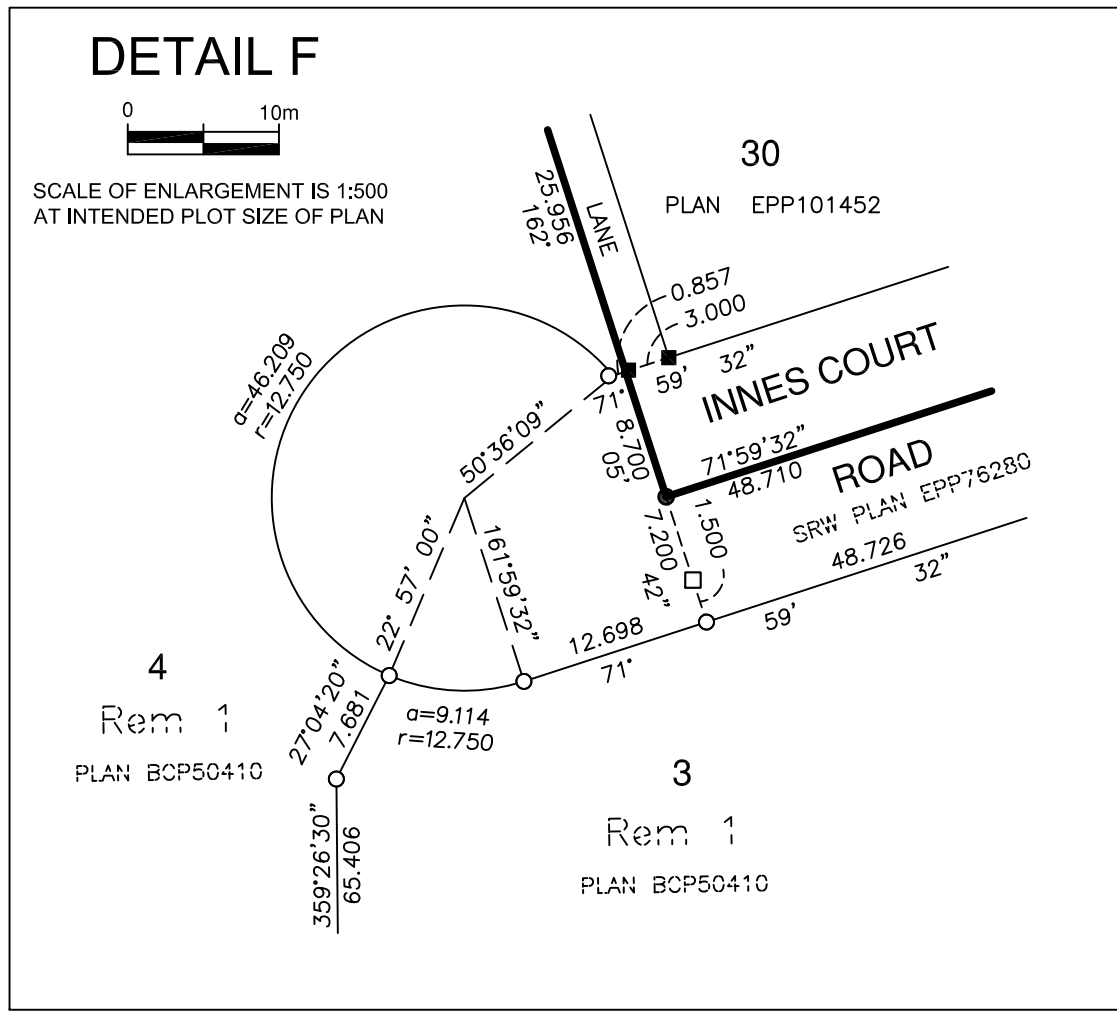 DETAIL F
0 10m
SCALE OF ENLARGEMENT IS 1:500
AT INTENDED PLOT SIZE OF PLAN
30
PLAN EPP101452
25.956
162°
LANE
0.857
3.000
71° 59' 32"
INNES COURT
a=46.209
r=12.750
50°36'09"
8.700
05'
71°59'32"
48.710
ROAD
SRW PLAN EPP76280
22° 57' 00"
161°59'32"
7.200
42"
1.500
48.726
12.698
71° 59' 32"
4
Rem 1
PLAN BCP50410
27°04'20"
7.681
a=9.114
r=12.750
3
Rem 1
PLAN BCP50410
359°26'30"
65.406